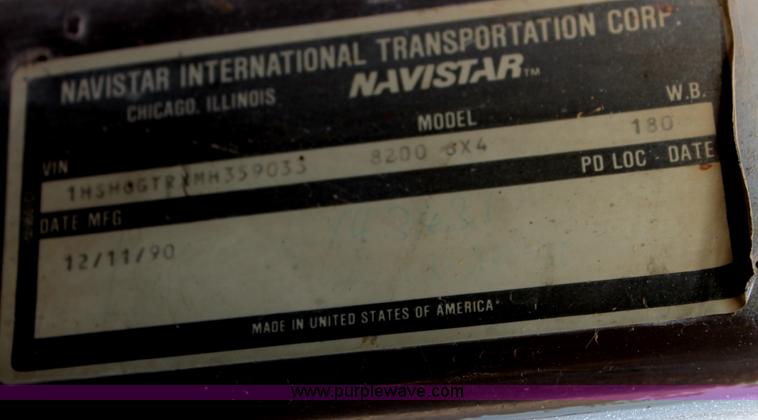 NAVISTAR INTERNATIONAL TRANSPORTATION CORP.
CHICAGO, ILLINOIS NAVISTAR™
VIN MODEL W.B.
8200 6X4 180
DATE MFG PD LOC - DATE
12/11/90
MADE IN UNITED STATES OF AMERICA
www.purplewave.com